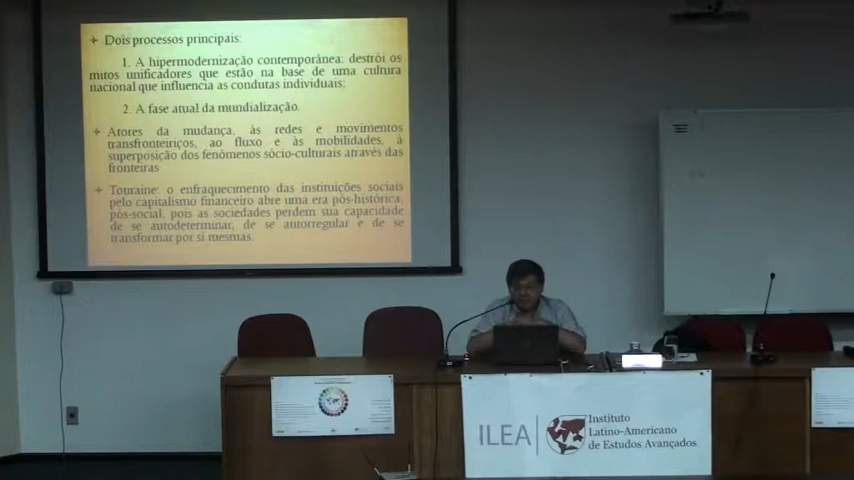 Dois processos principais:
1. A hipermodernização contemporânea: destrói os
mitos unificadores que estão na base de uma cultura
nacional que influencia as condutas individuais;
2. A fase atual da mundialização.
Atores da mudança, às redes e movimentos
transfronteiriços, ao fluxo e às mobilidades, à
superposição dos fenômenos sócio-culturais através das
fronteiras
Touraine: o enfraquecimento das instituições sociais
pelo capitalismo financeiro abre uma era pós-histórica,
pós-social, pois as sociedades perdem sua capacidade
de se autodeterminar, de se autorregular e de se
transformar por si mesmas.
ILEA
Instituto
Latino-Americano
de Estudos Avançados